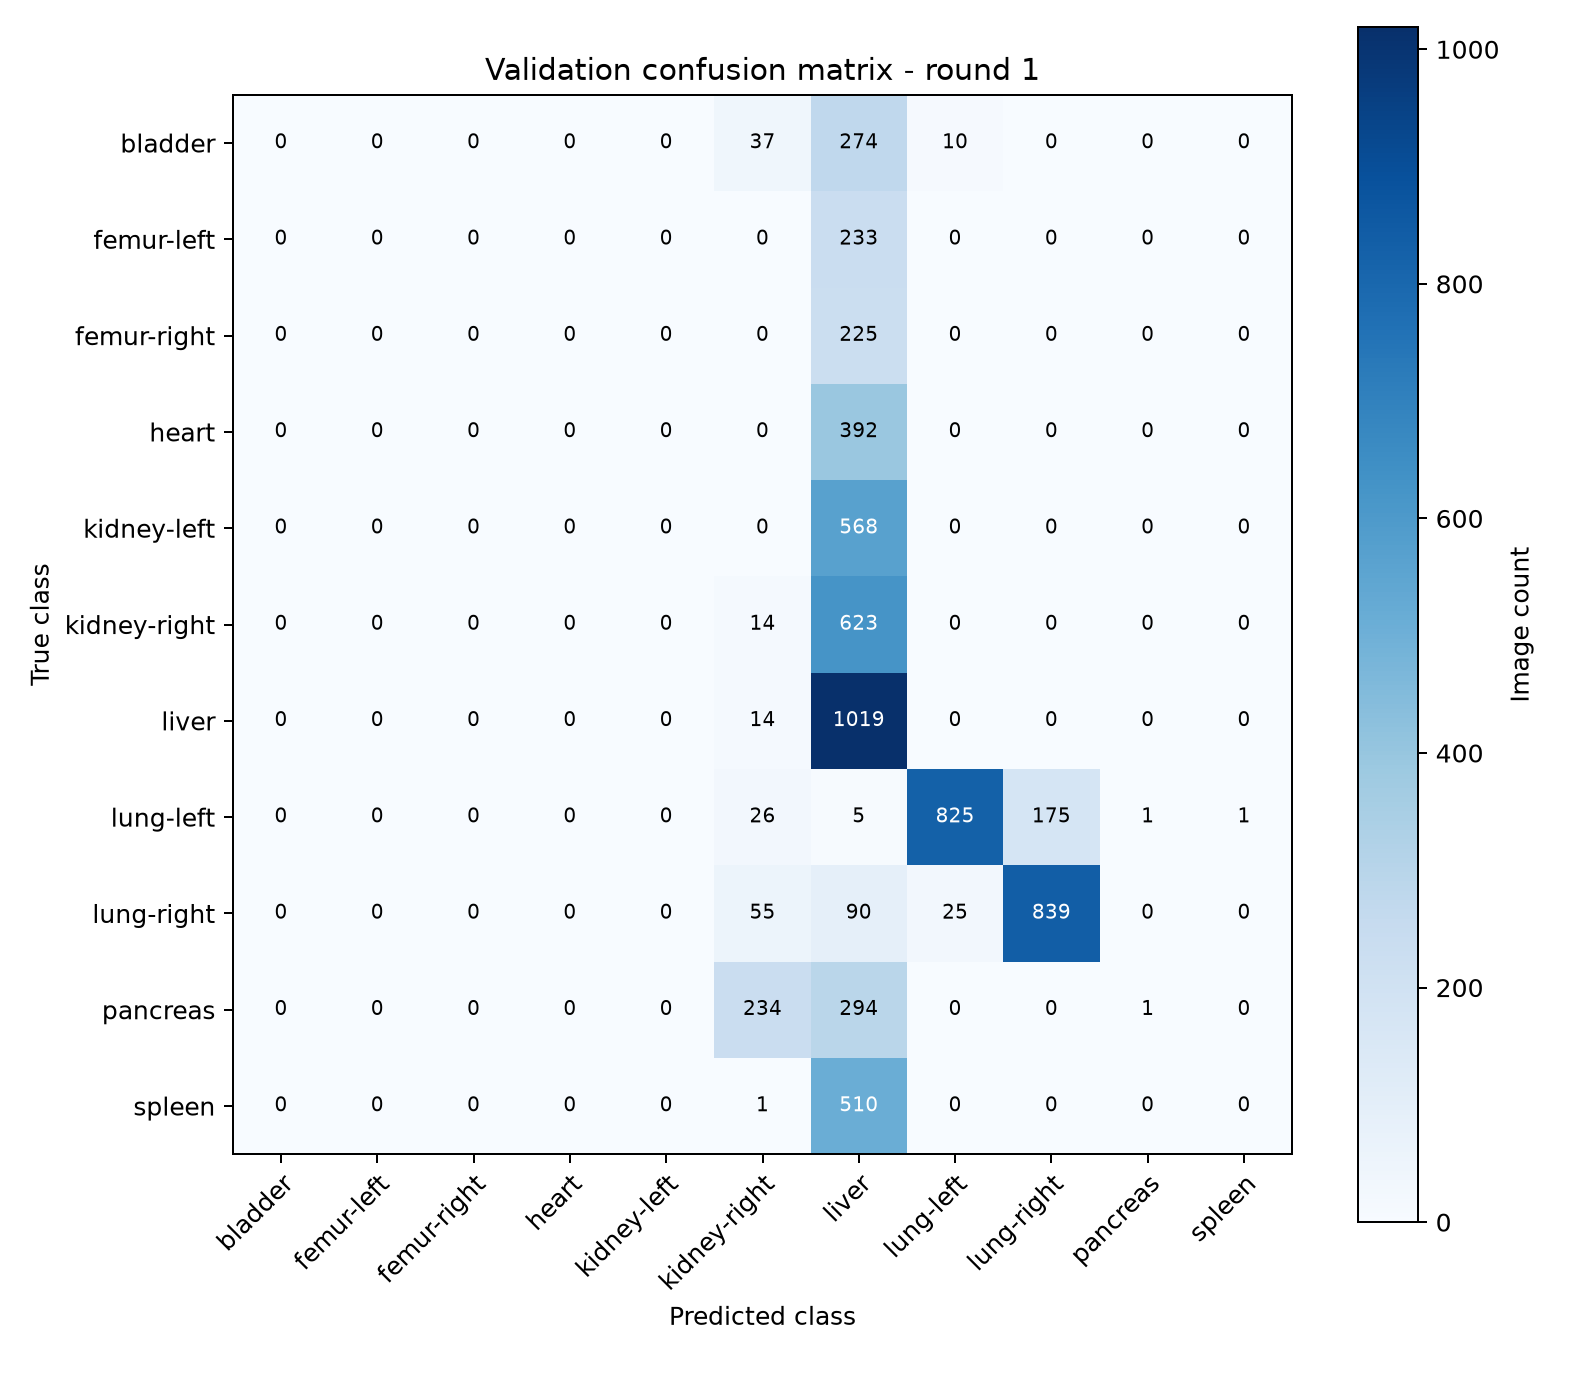 Validation confusion matrix - round 1
bladder 0 0 0 0 0 37 274 10 0 0 0
femur-left 0 0 0 0 0 0 233 0 0 0 0
femur-right 0 0 0 0 0 0 225 0 0 0 0
heart 0 0 0 0 0 0 392 0 0 0 0
kidney-left 0 0 0 0 0 0 568 0 0 0 0
kidney-right 0 0 0 0 0 14 623 0 0 0 0
liver 0 0 0 0 0 14 1019 0 0 0 0
lung-left 0 0 0 0 0 26 5 825 175 1 1
lung-right 0 0 0 0 0 55 90 25 839 0 0
pancreas 0 0 0 0 0 234 294 0 0 1 0
spleen 0 0 0 0 0 1 510 0 0 0 0
True class
bladder
femur-left
femur-right
heart
kidney-left
kidney-right
liver
lung-left
lung-right
pancreas
spleen
Predicted class
1000
800
600
400
200
0
Image count